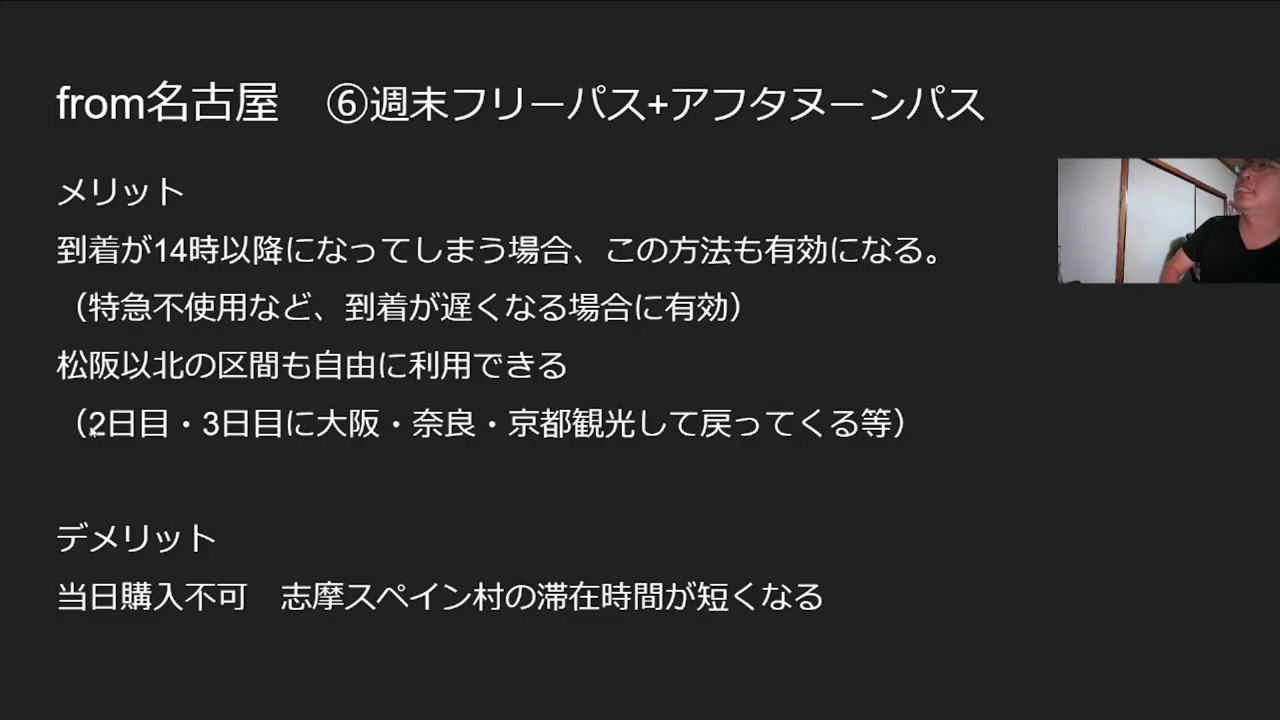 from名古屋　⑥週末フリーパス+アフタヌーンパス
メリット
到着が14時以降になってしまう場合、この方法も有効になる。
（特急不使用など、到着が遅くなる場合に有効）
松阪以北の区間も自由に利用できる
（2日目・3日目に大阪・奈良・京都観光して戻ってくる等）
デメリット
当日購入不可　志摩スペイン村の滞在時間が短くなる